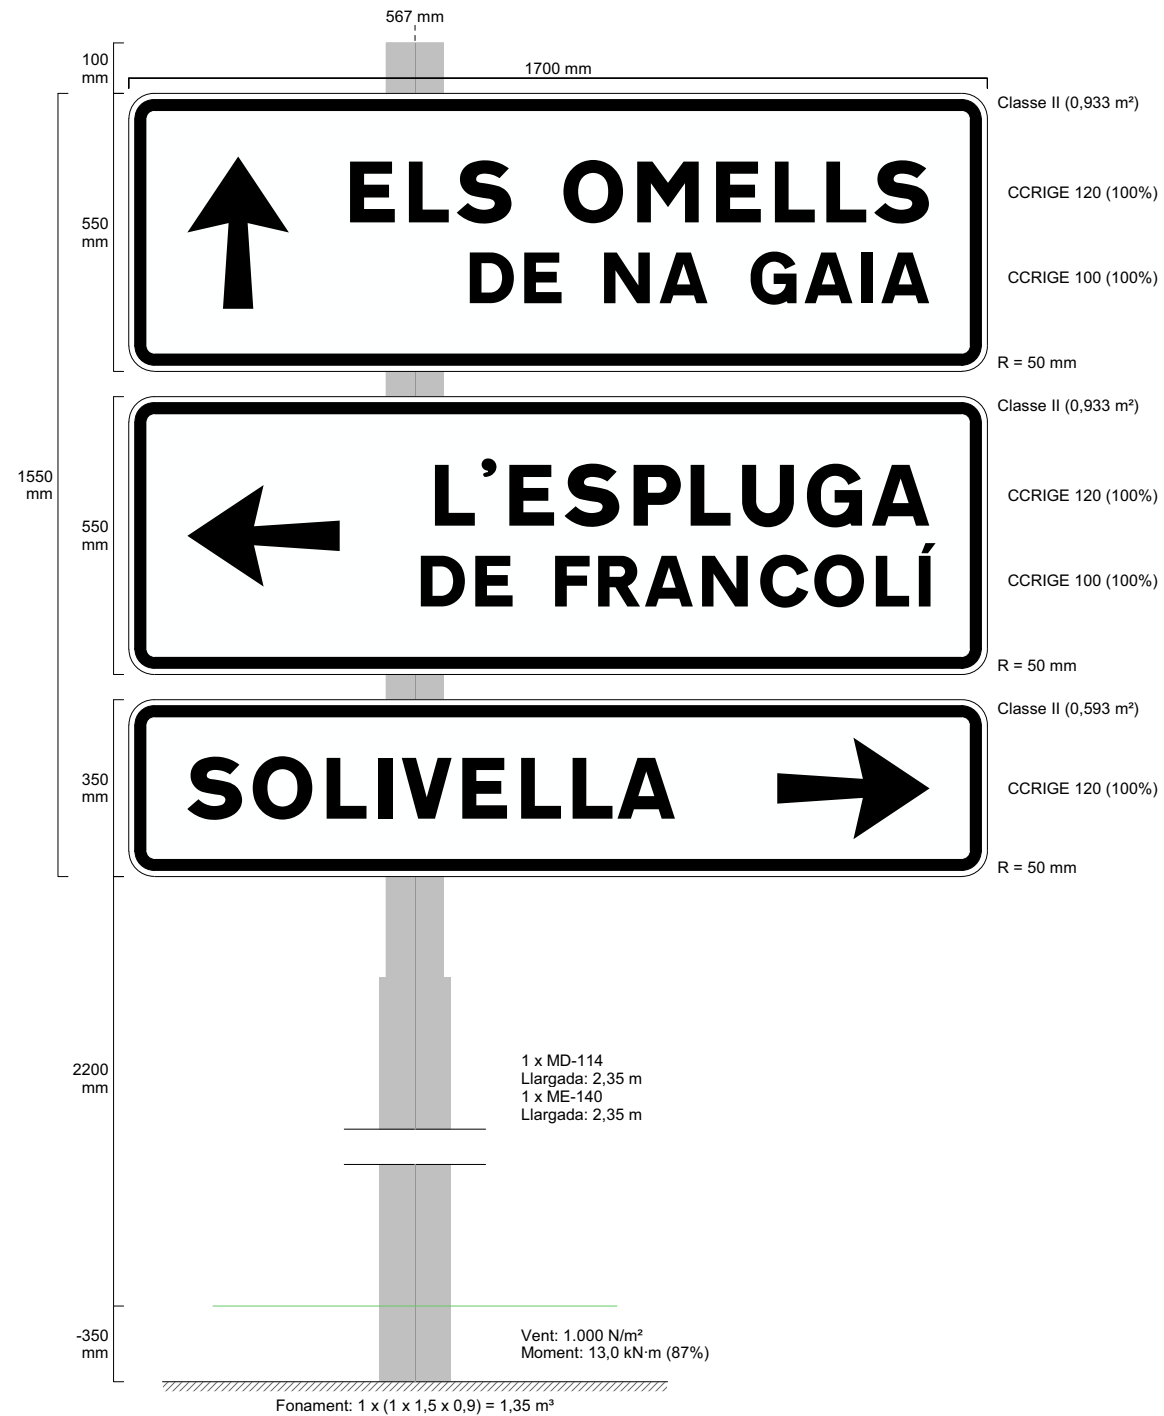 567 mm
100
mm
1700 mm
Classe II (0,933 m²)
ELS OMELLS
CCRIGE 120 (100%)
550
mm
DE NA GAIA
CCRIGE 100 (100%)
R = 50 mm
Classe II (0,933 m²)
1550
mm
L'ESPLUGA
CCRIGE 120 (100%)
550
mm
DE FRANCOLÍ
CCRIGE 100 (100%)
R = 50 mm
Classe II (0,593 m²)
350
mm
SOLIVELLA
CCRIGE 120 (100%)
R = 50 mm
2200
mm
1 x MD-114
Llargada: 2,35 m
1 x ME-140
Llargada: 2,35 m
-350
mm
Vent: 1.000 N/m²
Moment: 13,0 kN·m (87%)
Fonament: 1 x (1 x 1,5 x 0,9) = 1,35 m³